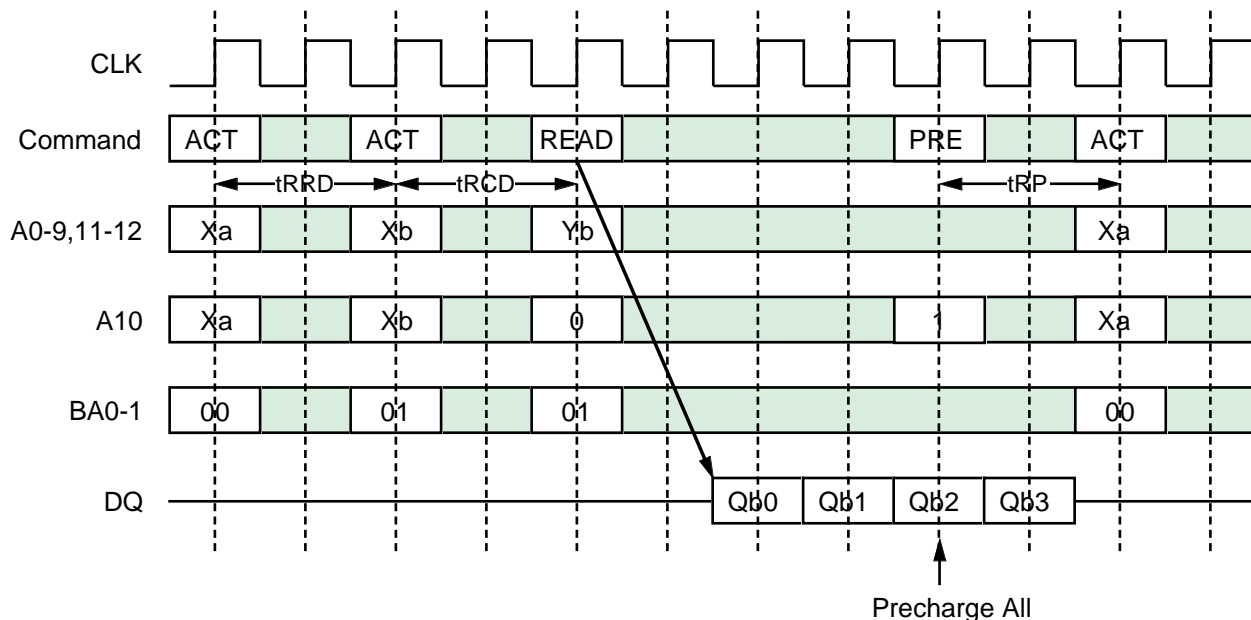 CLK
Command ACT ACT READ PRE ACT
tRRD tRCD tRP
A0-9,11-12 Xa Xb Yb Xa
A10 Xa Xb 0 1 Xa
BA0-1 00 01 01 00
DQ Qb0 Qb1 Qb2 Qb3
Precharge All